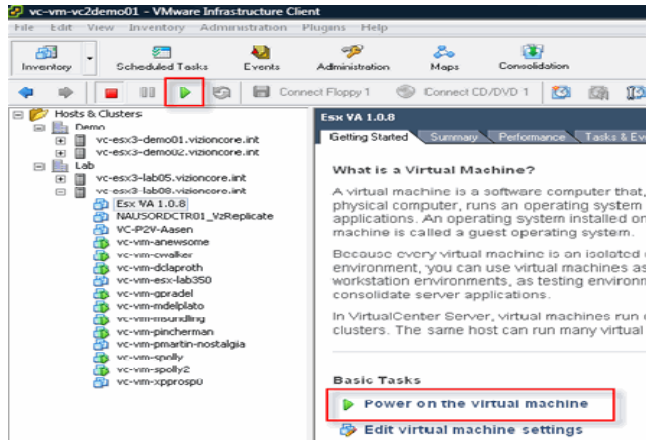 vc-vm-vc2demo01 - VMware Infrastructure Client
File Edit View Inventory Administration Plugins Help
Inventory Scheduled Tasks Events Administration Maps Consolidation
Connect Floppy 1 Connect CD/DVD 1
Hosts & Clusters
Demo
vc-esx3-demo01.vizioncore.int
vc-esx3-demo02.vizioncore.int
Lab
vc-esx3-lab05.vizioncore.int
vc-esx3-lab08.vizioncore.int
Esx VA 1.0.8
NAUSORDCTR01_VzReplicate
VC-P2V-Aasen
vc-vm-anewsome
vc-vm-cwalker
vc-vm-dclaproth
vc-vm-esx-lab350
vc-vm-gpradel
vc-vm-mdelplato
vc-vm-msundling
vc-vm-pincherman
vc-vm-pmartin-nostalgia
vc-vm-spolly
vc-vm-spolly2
vc-vm-xpprosp0
Esx VA 1.0.8
Getting Started Summary Performance Tasks & Eve
What is a Virtual Machine?
A virtual machine is a software computer that,
physical computer, runs an operating system
applications. An operating system installed on
machine is called a guest operating system.
Because every virtual machine is an isolated
environment, you can use virtual machines as
workstation environments, as testing environm
consolidate server applications.
In VirtualCenter Server, virtual machines run
clusters. The same host can run many virtual
Basic Tasks
Power on the virtual machine
Edit virtual machine settings